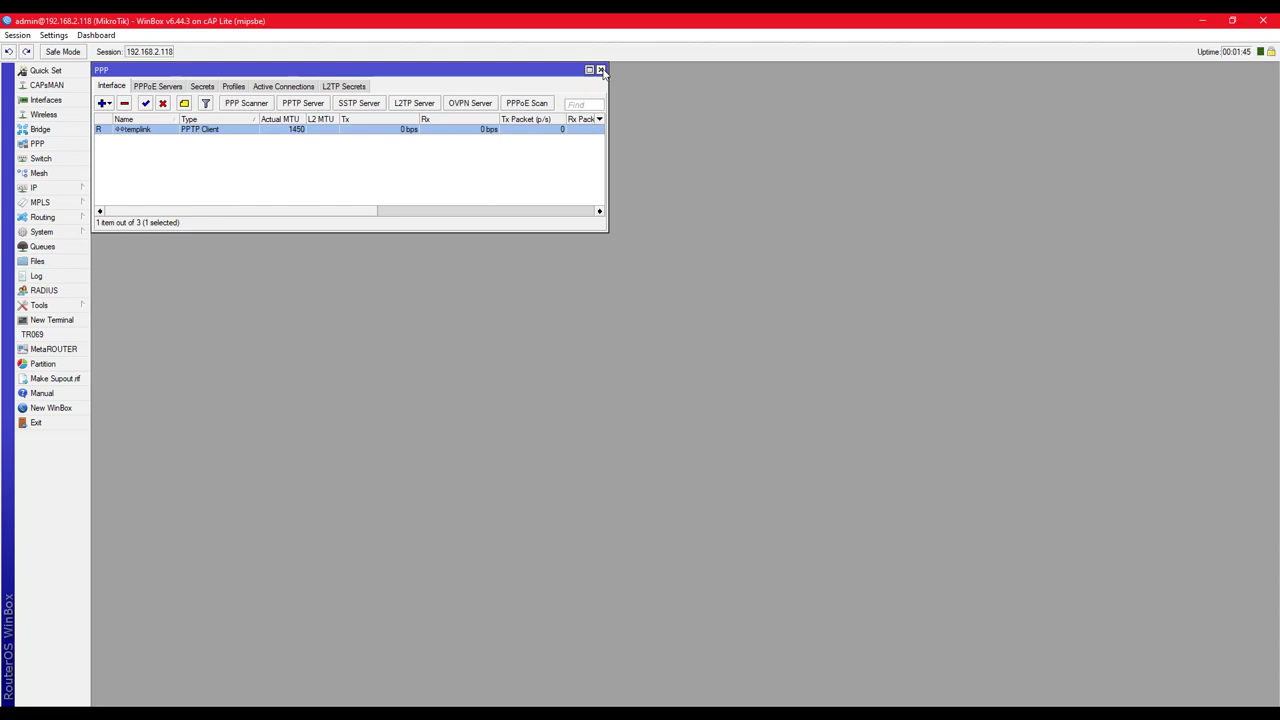 admin@192.168.2.118 (MikroTik) - WinBox v6.44.3 on cAP Lite (mipsbe)
Session Settings Dashboard
Safe Mode Session: 192.168.2.118 Uptime: 00:01:45
Quick Set
CAPsMAN
Interfaces
Wireless
Bridge
PPP
Switch
Mesh
IP
MPLS
Routing
System
Queues
Files
Log
RADIUS
Tools
New Terminal
TR069
MetaROUTER
Partition
Make Supout.rif
Manual
New WinBox
Exit
RouterOS WinBox
PPP
Interface PPPoE Servers Secrets Profiles Active Connections L2TP Secrets
PPP Scanner PPTP Server SSTP Server L2TP Server OVPN Server PPPoE Scan Find
Name Type Actual MTU L2 MTU Tx Rx Tx Packet (p/s) Rx Pack
R templink PPTP Client 1450 0 bps 0 bps 0
1 item out of 3 (1 selected)